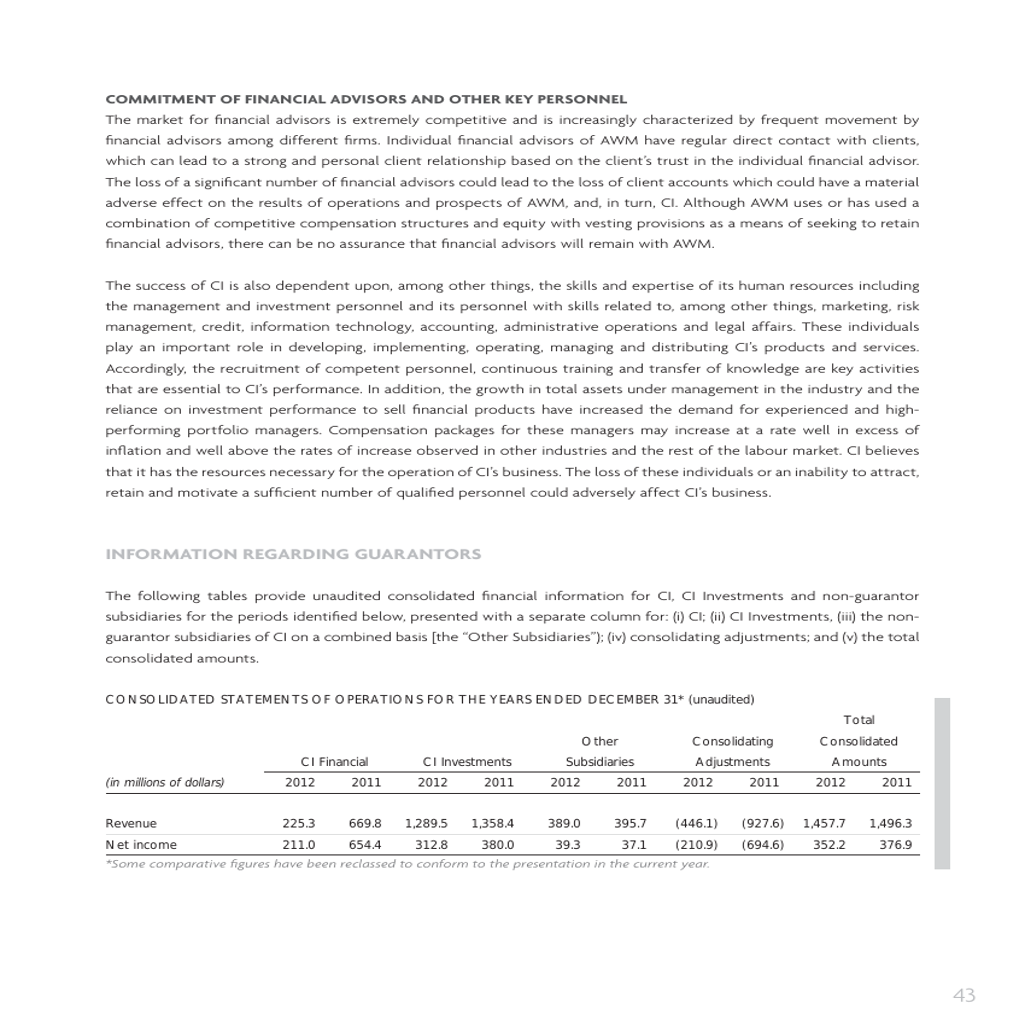 COMMITMENT OF FINANCIAL ADVISORS AND OTHER KEY PERSONNEL
The market for financial advisors is extremely competitive and is increasingly characterized by frequent movement by
financial advisors among different firms. Individual financial advisors of AWM have regular direct contact with clients,
which can lead to a strong and personal client relationship based on the client’s trust in the individual financial advisor.
The loss of a significant number of financial advisors could lead to the loss of client accounts which could have a material
adverse effect on the results of operations and prospects of AWM, and, in turn, CI. Although AWM uses or has used a
combination of competitive compensation structures and equity with vesting provisions as a means of seeking to retain
financial advisors, there can be no assurance that financial advisors will remain with AWM.
The success of CI is also dependent upon, among other things, the skills and expertise of its human resources including
the management and investment personnel and its personnel with skills related to, among other things, marketing, risk
management, credit, information technology, accounting, administrative operations and legal affairs. These individuals
play an important role in developing, implementing, operating, managing and distributing CI’s products and services.
Accordingly, the recruitment of competent personnel, continuous training and transfer of knowledge are key activities
that are essential to CI’s performance. In addition, the growth in total assets under management in the industry and the
reliance on investment performance to sell financial products have increased the demand for experienced and high-
performing portfolio managers. Compensation packages for these managers may increase at a rate well in excess of
inflation and well above the rates of increase observed in other industries and the rest of the labour market. CI believes
that it has the resources necessary for the operation of CI’s business. The loss of these individuals or an inability to attract,
retain and motivate a sufficient number of qualified personnel could adversely affect CI’s business.
INFORMATION REGARDING GUARANTORS
The following tables provide unaudited consolidated financial information for CI, CI Investments and non-guarantor
subsidiaries for the periods identified below, presented with a separate column for: (i) CI; (ii) CI Investments, (iii) the non-
guarantor subsidiaries of CI on a combined basis [the “Other Subsidiaries”); (iv) consolidating adjustments; and (v) the total
consolidated amounts.
CONSOLIDATED STATEMENTS OF OPERATIONS FOR THE YEARS ENDED DECEMBER 31* (unaudited)
Total
Other Consolidating Consolidated
CI Financial CI Investments Subsidiaries Adjustments Amounts
(in millions of dollars) 2012 2011 2012 2011 2012 2011 2012 2011 2012 2011
Revenue 225.3 669.8 1,289.5 1,358.4 389.0 395.7 (446.1) (927.6) 1,457.7 1,496.3
Net income 211.0 654.4 312.8 380.0 39.3 37.1 (210.9) (694.6) 352.2 376.9
*Some comparative figures have been reclassed to conform to the presentation in the current year.
43